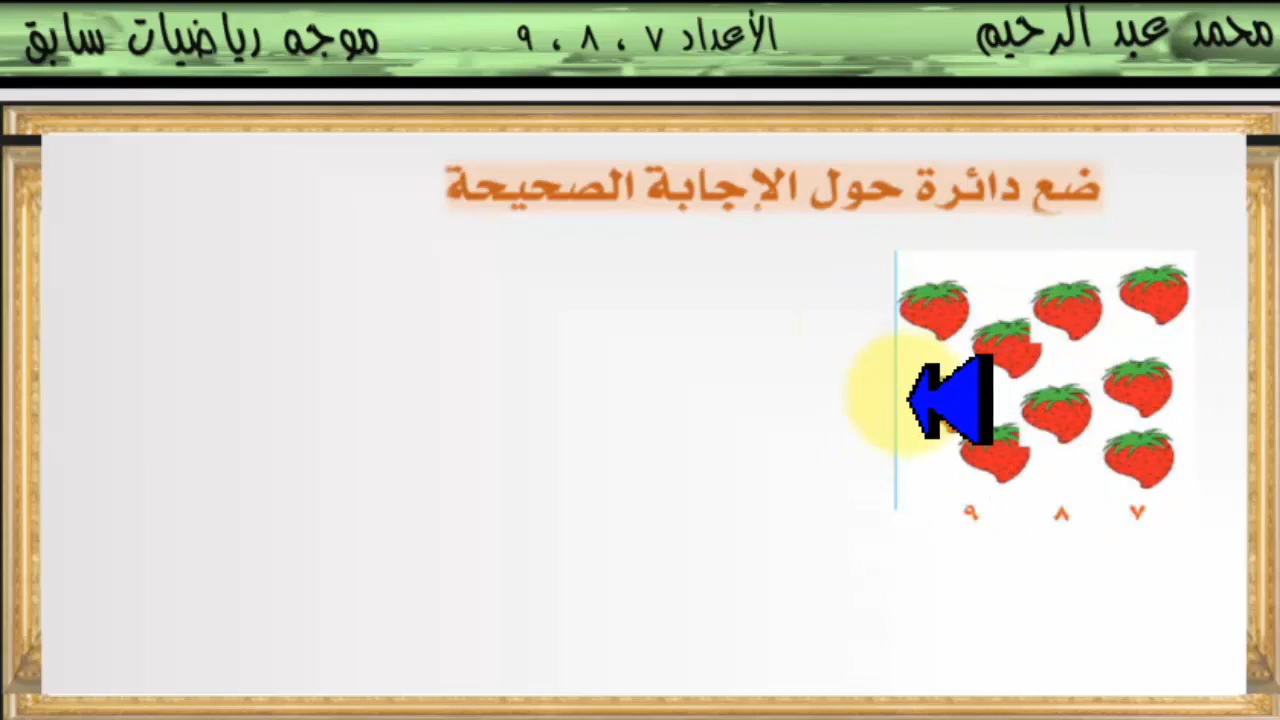 محمد عبد الرحيم
الأعداد ٧ ، ٨ ، ٩
موجه رياضيات سابق
ضع دائرة حول الإجابة الصحيحة
٧ ٨ ٩